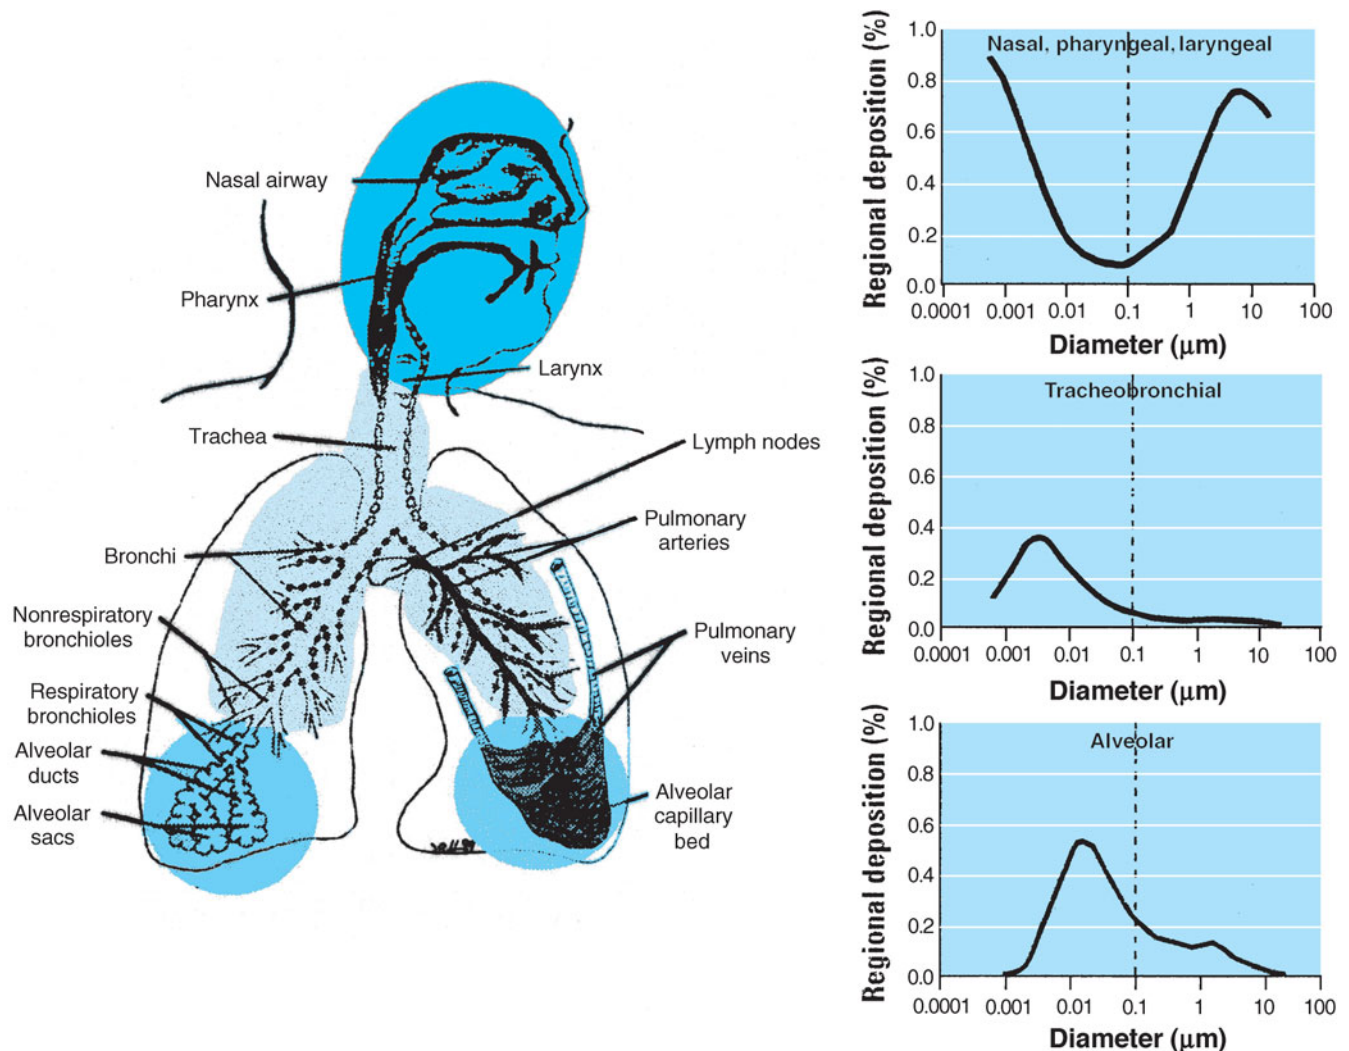 Nasal airway
Pharynx
Larynx
Trachea
Lymph nodes
Pulmonary
arteries
Bronchi
Nonrespiratory
bronchioles
Pulmonary
veins
Respiratory
bronchioles
Alveolar
ducts
Alveolar
sacs
Alveolar
capillary
bed
Regional deposition (%)
1.0
0.8
0.6
0.4
0.2
0.0
Nasal, pharyngeal, laryngeal
0.0001 0.001 0.01 0.1 1 10 100
Diameter (μm)
Regional deposition (%)
1.0
0.8
0.6
0.4
0.2
0.0
Tracheobronchial
0.0001 0.001 0.01 0.1 1 10 100
Diameter (μm)
Regional deposition (%)
1.0
0.8
0.6
0.4
0.2
0.0
Alveolar
0.0001 0.001 0.01 0.1 1 10 100
Diameter (μm)